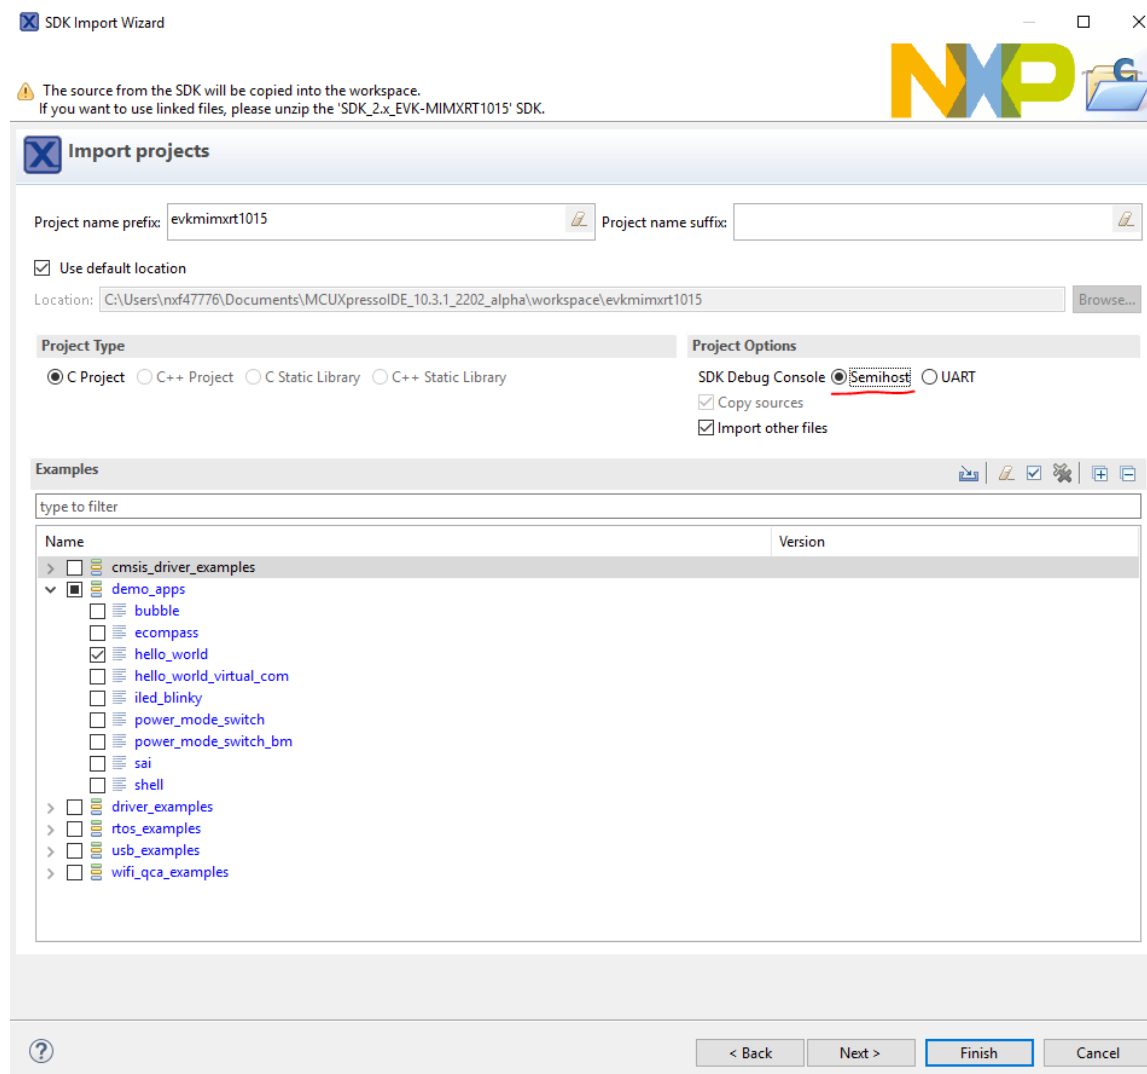 SDK Import Wizard
The source from the SDK will be copied into the workspace.
If you want to use linked files, please unzip the 'SDK_2.x_EVK-MIMXRT1015' SDK.
NXP
C
X Import projects
Project name prefix: evkmimxrt1015 Project name suffix:
Use default location
Location: C:\Users\nxf47776\Documents\MCUXpressoIDE_10.3.1_2202_alpha\workspace\evkmimxrt1015 Browse...
Project Type Project Options
C Project C++ Project C Static Library C++ Static Library SDK Debug Console Semihost UART
Copy sources
Import other files
Examples
type to filter
Name Version
cmsis_driver_examples
demo_apps
bubble
ecompass
hello_world
hello_world_virtual_com
iled_blinky
power_mode_switch
power_mode_switch_bm
sai
shell
driver_examples
rtos_examples
usb_examples
wifi_qca_examples
? < Back Next > Finish Cancel